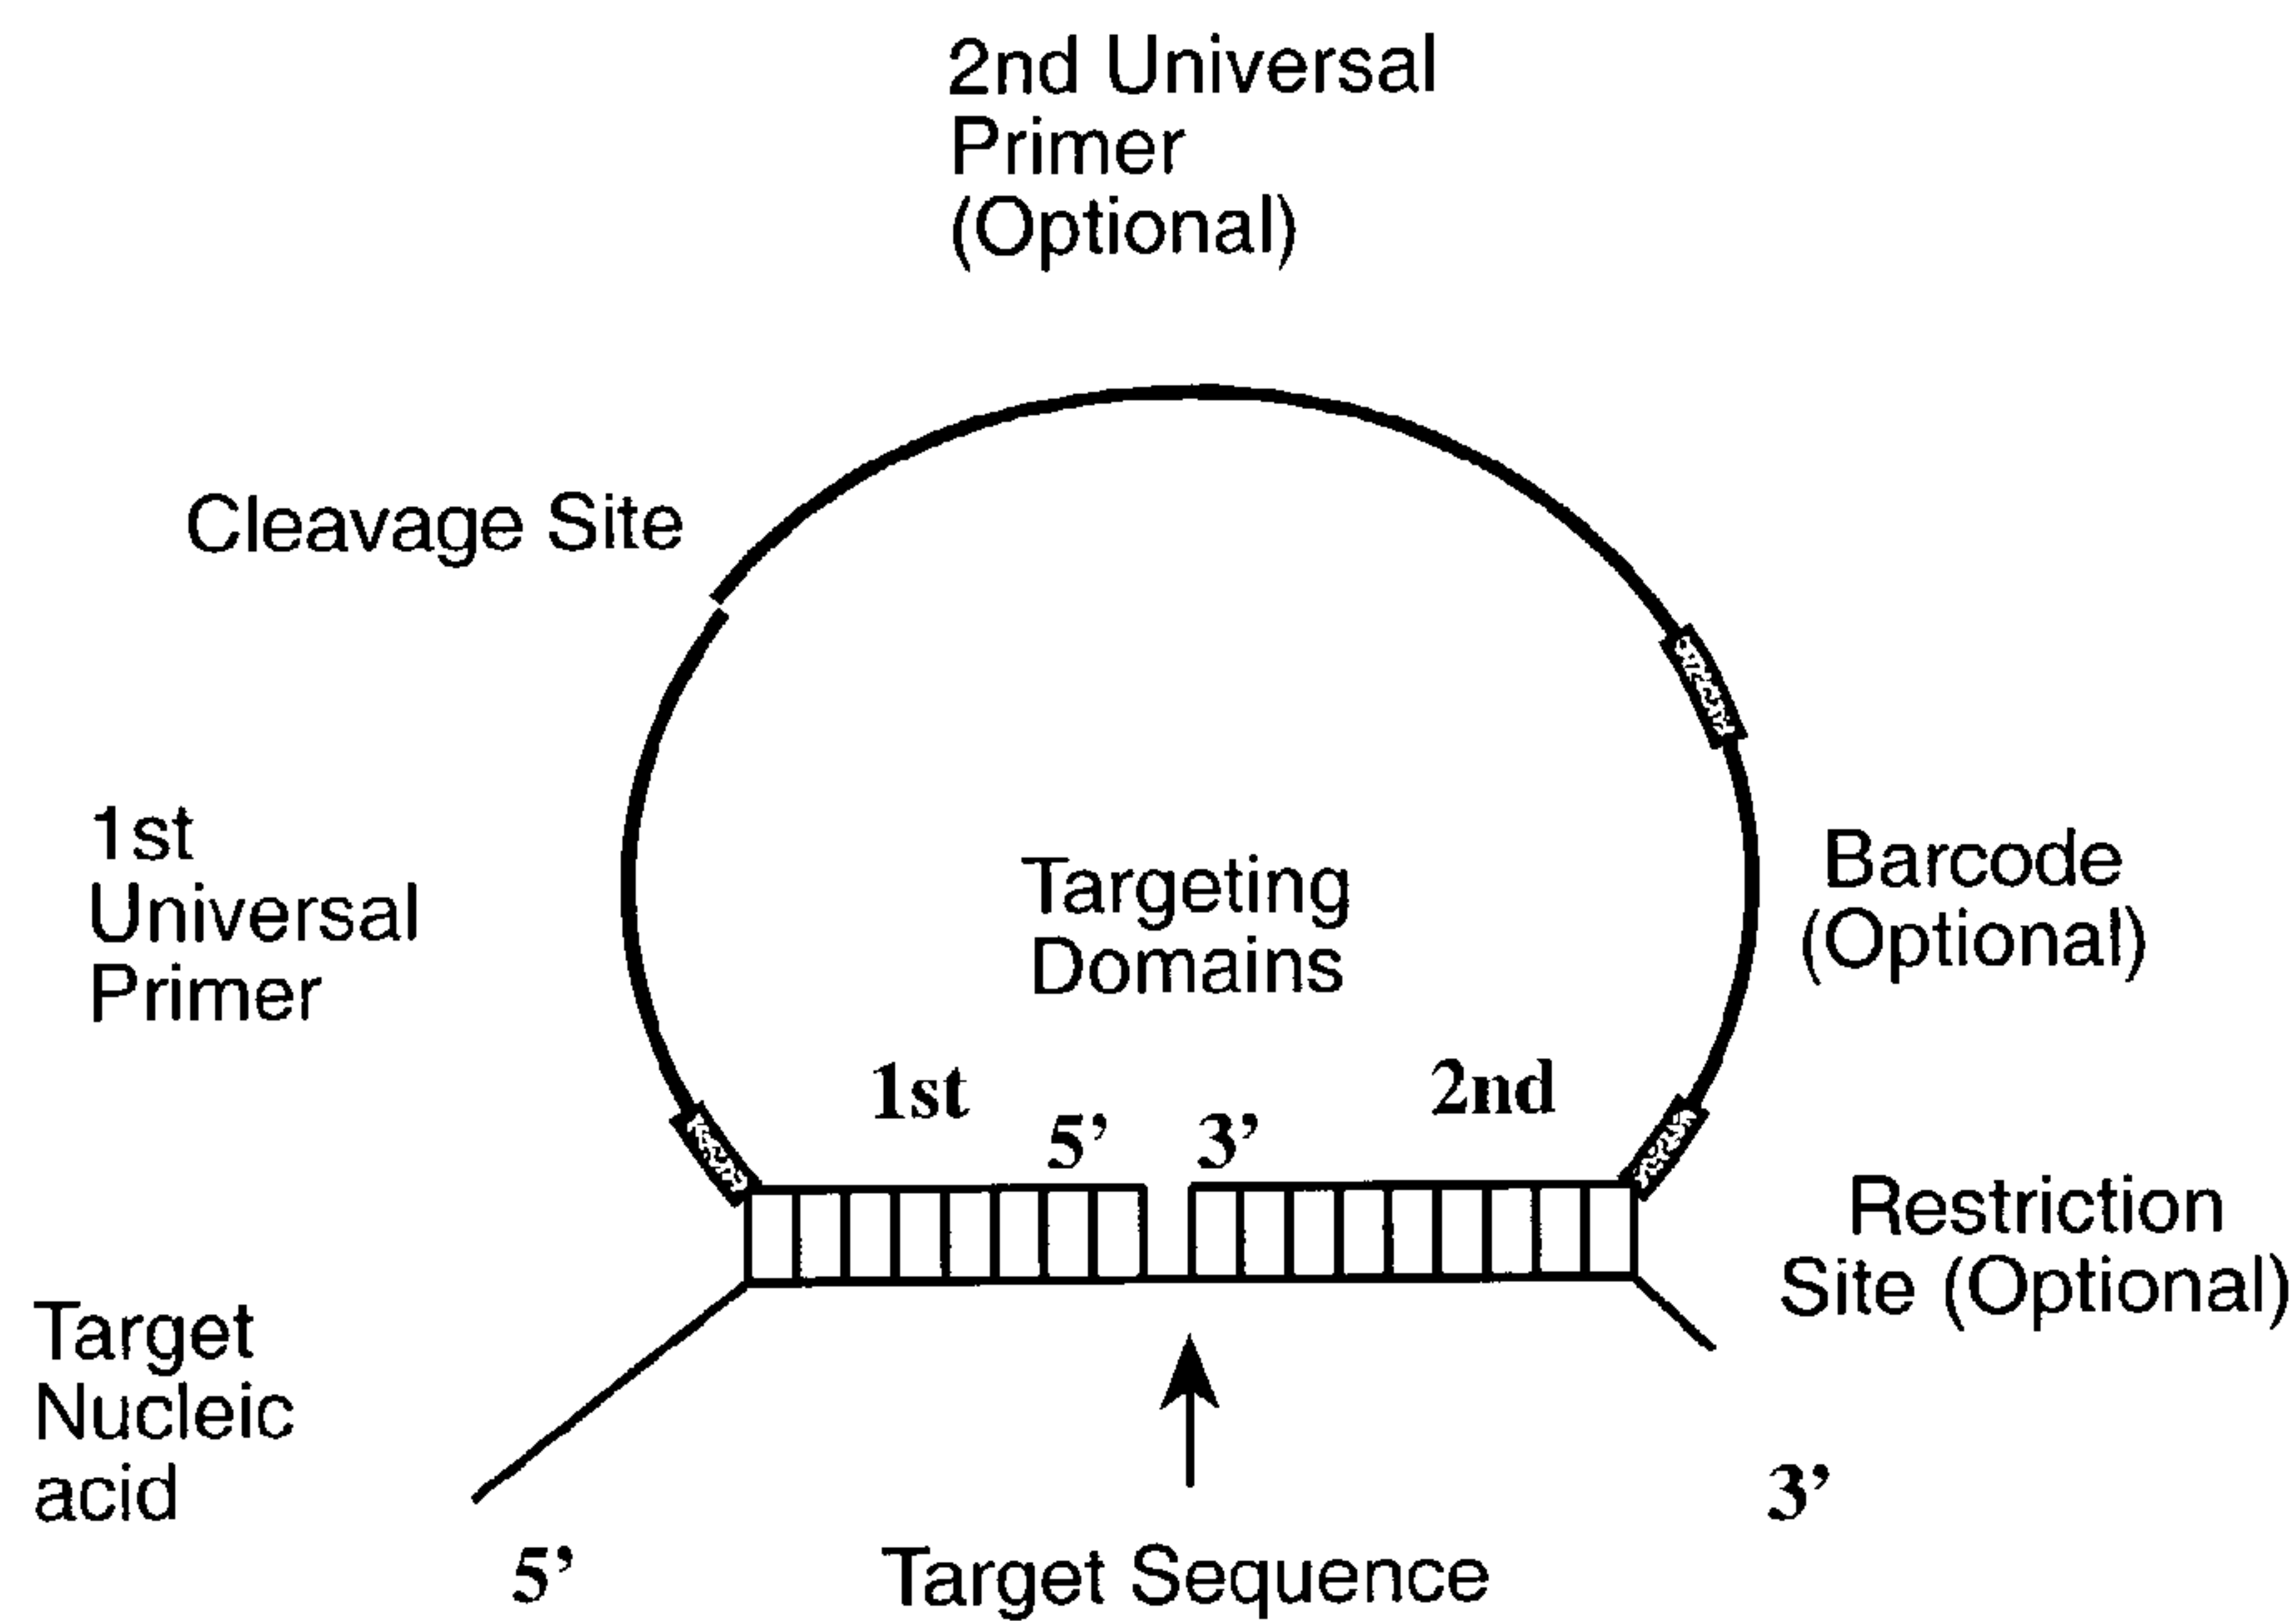 2nd Universal
Primer
(Optional)
Cleavage Site
1st
Universal
Primer
Targeting
Domains
Barcode
(Optional)
1st
2nd
5’
3’
Restriction
Site (Optional)
Target
Nucleic
acid
3’
5’
Target Sequence